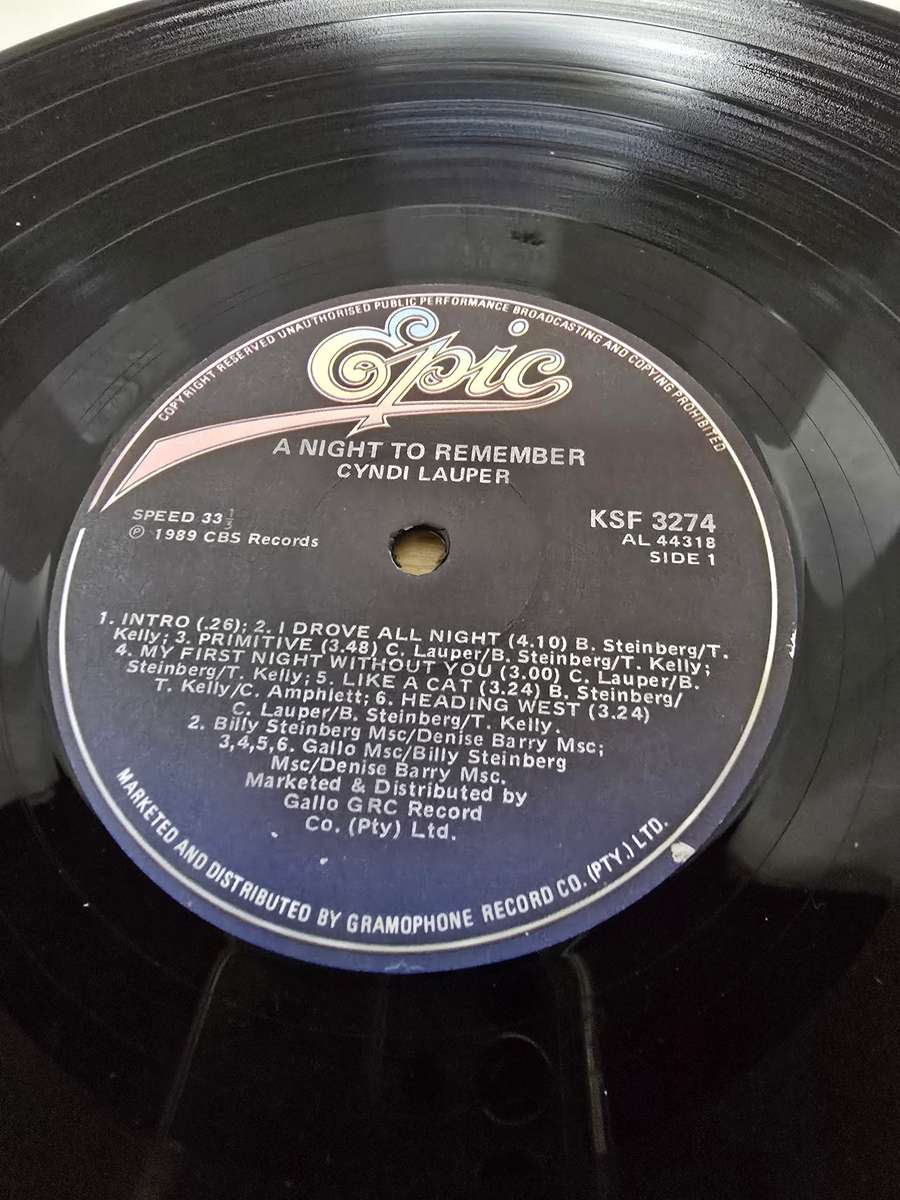 COPYRIGHT RESERVED UNAUTHORISED PUBLIC PERFORMANCE BROADCASTING AND COPYING PROHIBITED
Epic
A NIGHT TO REMEMBER
CYNDI LAUPER
SPEED 33⅓
℗ 1989 CBS Records
KSF 3274
AL 44318
SIDE 1
1. INTRO (.26); 2. I DROVE ALL NIGHT (4.10) B. Steinberg/T.
Kelly; 3. PRIMITIVE (3.48) C. Lauper/B. Steinberg/T. Kelly;
4. MY FIRST NIGHT WITHOUT YOU (3.00) C. Lauper/B.
Steinberg/T. Kelly; 5. LIKE A CAT (3.24) B. Steinberg/
T. Kelly/C. Amphlett; 6. HEADING WEST (3.24)
C. Lauper/B. Steinberg/T. Kelly.
2. Billy Steinberg Msc/Denise Barry Msc;
3,4,5,6. Gallo Msc/Billy Steinberg
Msc/Denise Barry Msc.
Marketed & Distributed by
Gallo GRC Record
Co. (Pty) Ltd.
MARKETED AND DISTRIBUTED BY GRAMOPHONE RECORD CO. (PTY.) LTD.